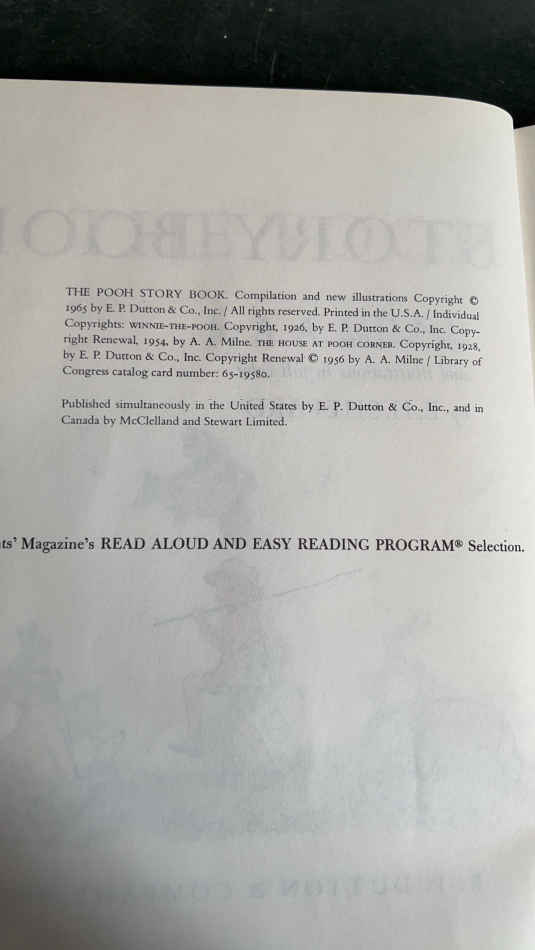 THE POOH STORY BOOK. Compilation and new illustrations Copyright ©
1965 by E. P. Dutton & Co., Inc. / All rights reserved. Printed in the U.S.A. / Individual
Copyrights: WINNIE-THE-POOH. Copyright, 1926, by E. P. Dutton & Co., Inc. Copy-
right Renewal, 1954, by A. A. Milne. THE HOUSE AT POOH CORNER. Copyright, 1928,
by E. P. Dutton & Co., Inc. Copyright Renewal © 1956 by A. A. Milne / Library of
Congress catalog card number: 65-19580.
Published simultaneously in the United States by E. P. Dutton & Co., Inc., and in
Canada by McClelland and Stewart Limited.
ts' Magazine's READ ALOUD AND EASY READING PROGRAM® Selection.